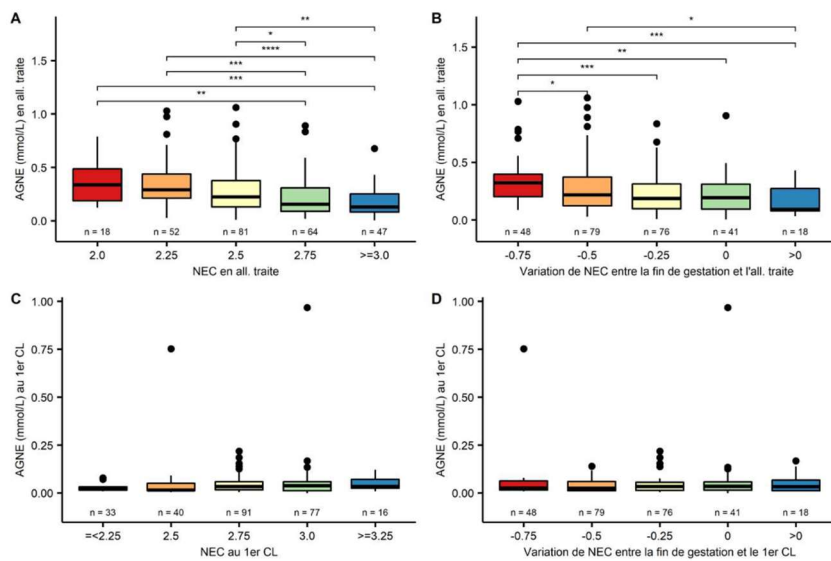 A
AGNE (mmol/L) en all. traite
1.5
1.0
0.5
0.0
**
*
****
***
***
**
n = 18 n = 52 n = 81 n = 64 n = 47
2.0 2.25 2.5 2.75 >=3.0
NEC en all. traite
B
AGNE (mmol/L) en all. traite
1.5
1.0
0.5
0.0
*
***
**
***
*
n = 48 n = 79 n = 76 n = 41 n = 18
-0.75 -0.5 -0.25 0 >0
Variation de NEC entre la fin de gestation et l'all. traite
C
AGNE (mmol/L) au 1er CL
1.00
0.75
0.50
0.25
0.00
n = 33 n = 40 n = 91 n = 77 n = 16
=<2.25 2.5 2.75 3.0 >=3.25
NEC au 1er CL
D
AGNE (mmol/L) au 1er CL
1.00
0.75
0.50
0.25
0.00
n = 48 n = 79 n = 76 n = 41 n = 18
-0.75 -0.5 -0.25 0 >0
Variation de NEC entre la fin de gestation et le 1er CL